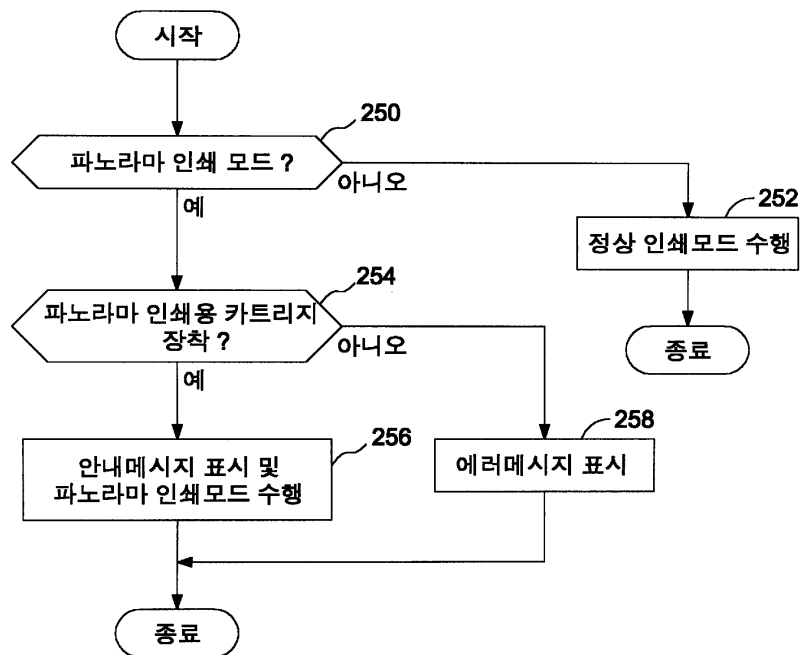 시작
250
파노라마 인쇄 모드 ?
아니오
예
252
정상 인쇄모드 수행
종료
254
파노라마 인쇄용 카트리지
장착 ?
아니오
예
256
안내메시지 표시 및
파노라마 인쇄모드 수행
258
에러메시지 표시
종료